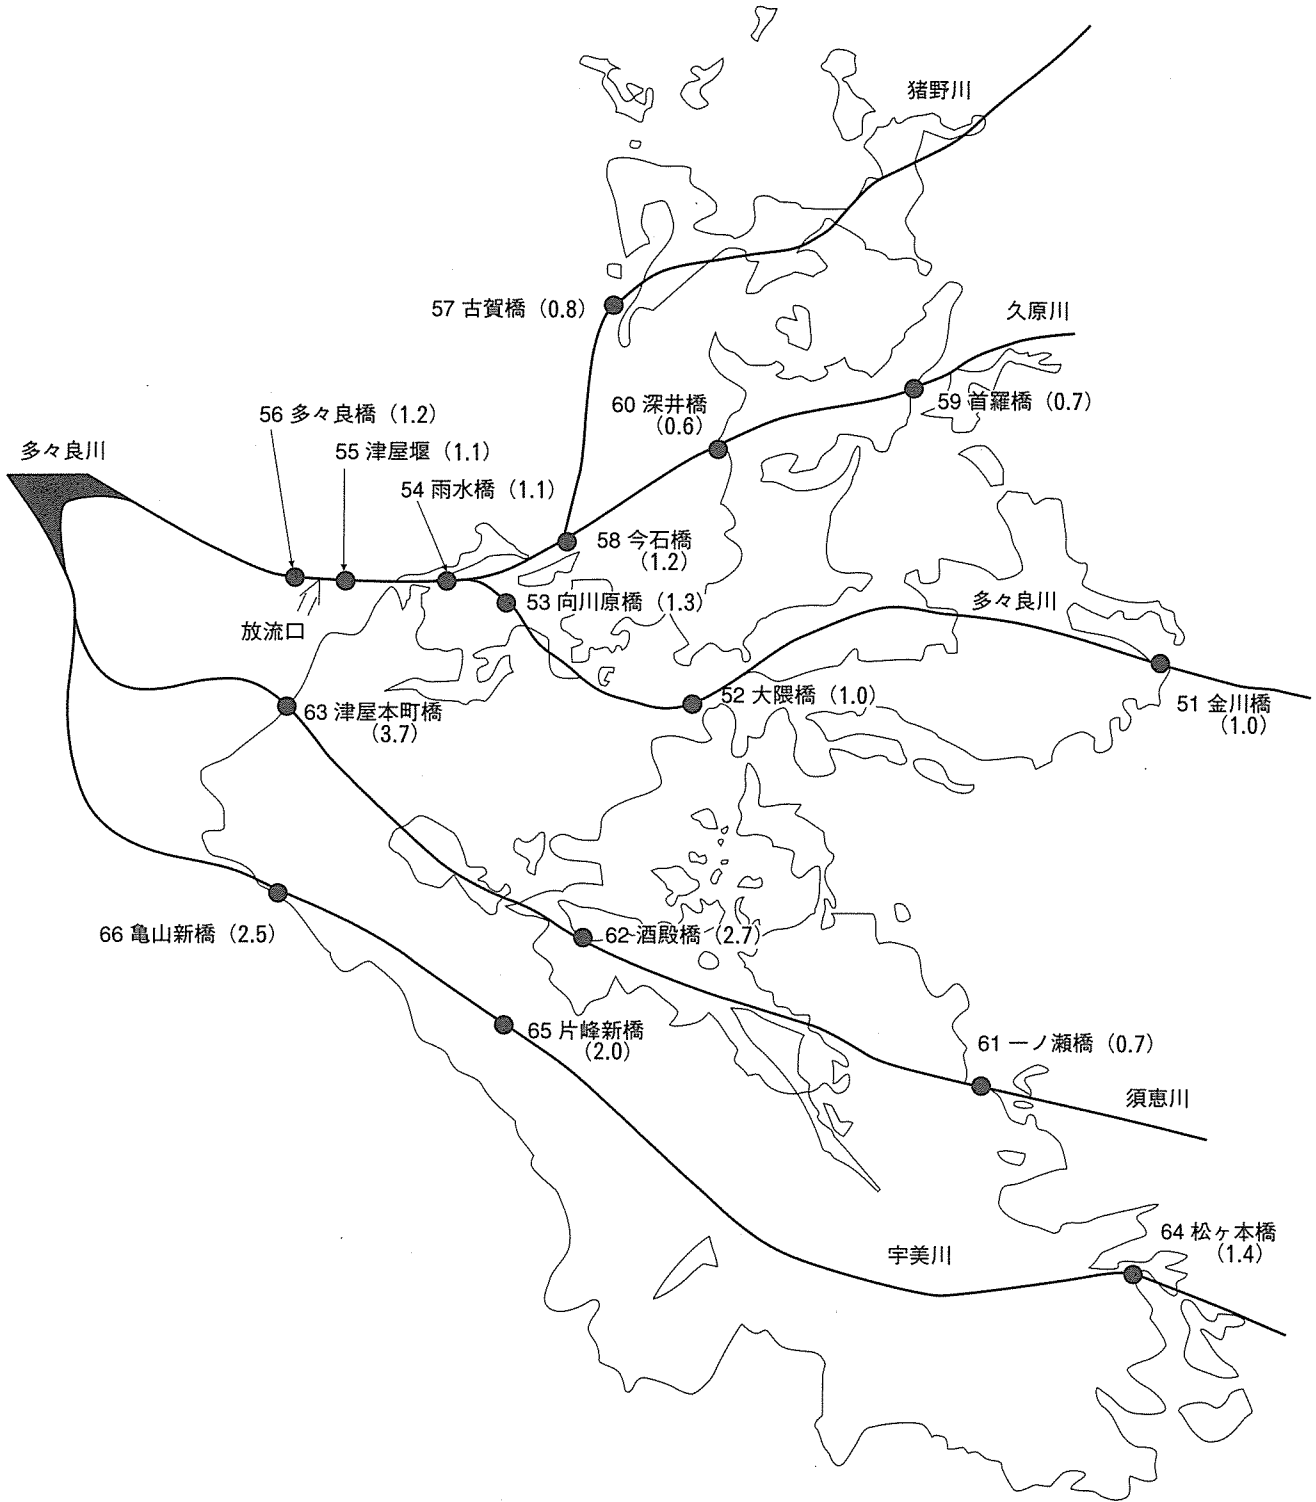 猪野川
57 古賀橋（0.8）
久原川
60 深井橋
（0.6）
59 首羅橋（0.7）
56 多々良橋（1.2）
多々良川
55 津屋堰（1.1）
54 雨水橋（1.1）
58 今石橋
（1.2）
53 向川原橋（1.3）
多々良川
放流口
52 大隈橋（1.0）
51 金川橋
（1.0）
63 津屋本町橋
（3.7）
62 酒殿橋（2.7）
66 亀山新橋（2.5）
65 片峰新橋
（2.0）
61 一ノ瀬橋（0.7）
須恵川
64 松ヶ本橋
（1.4）
宇美川